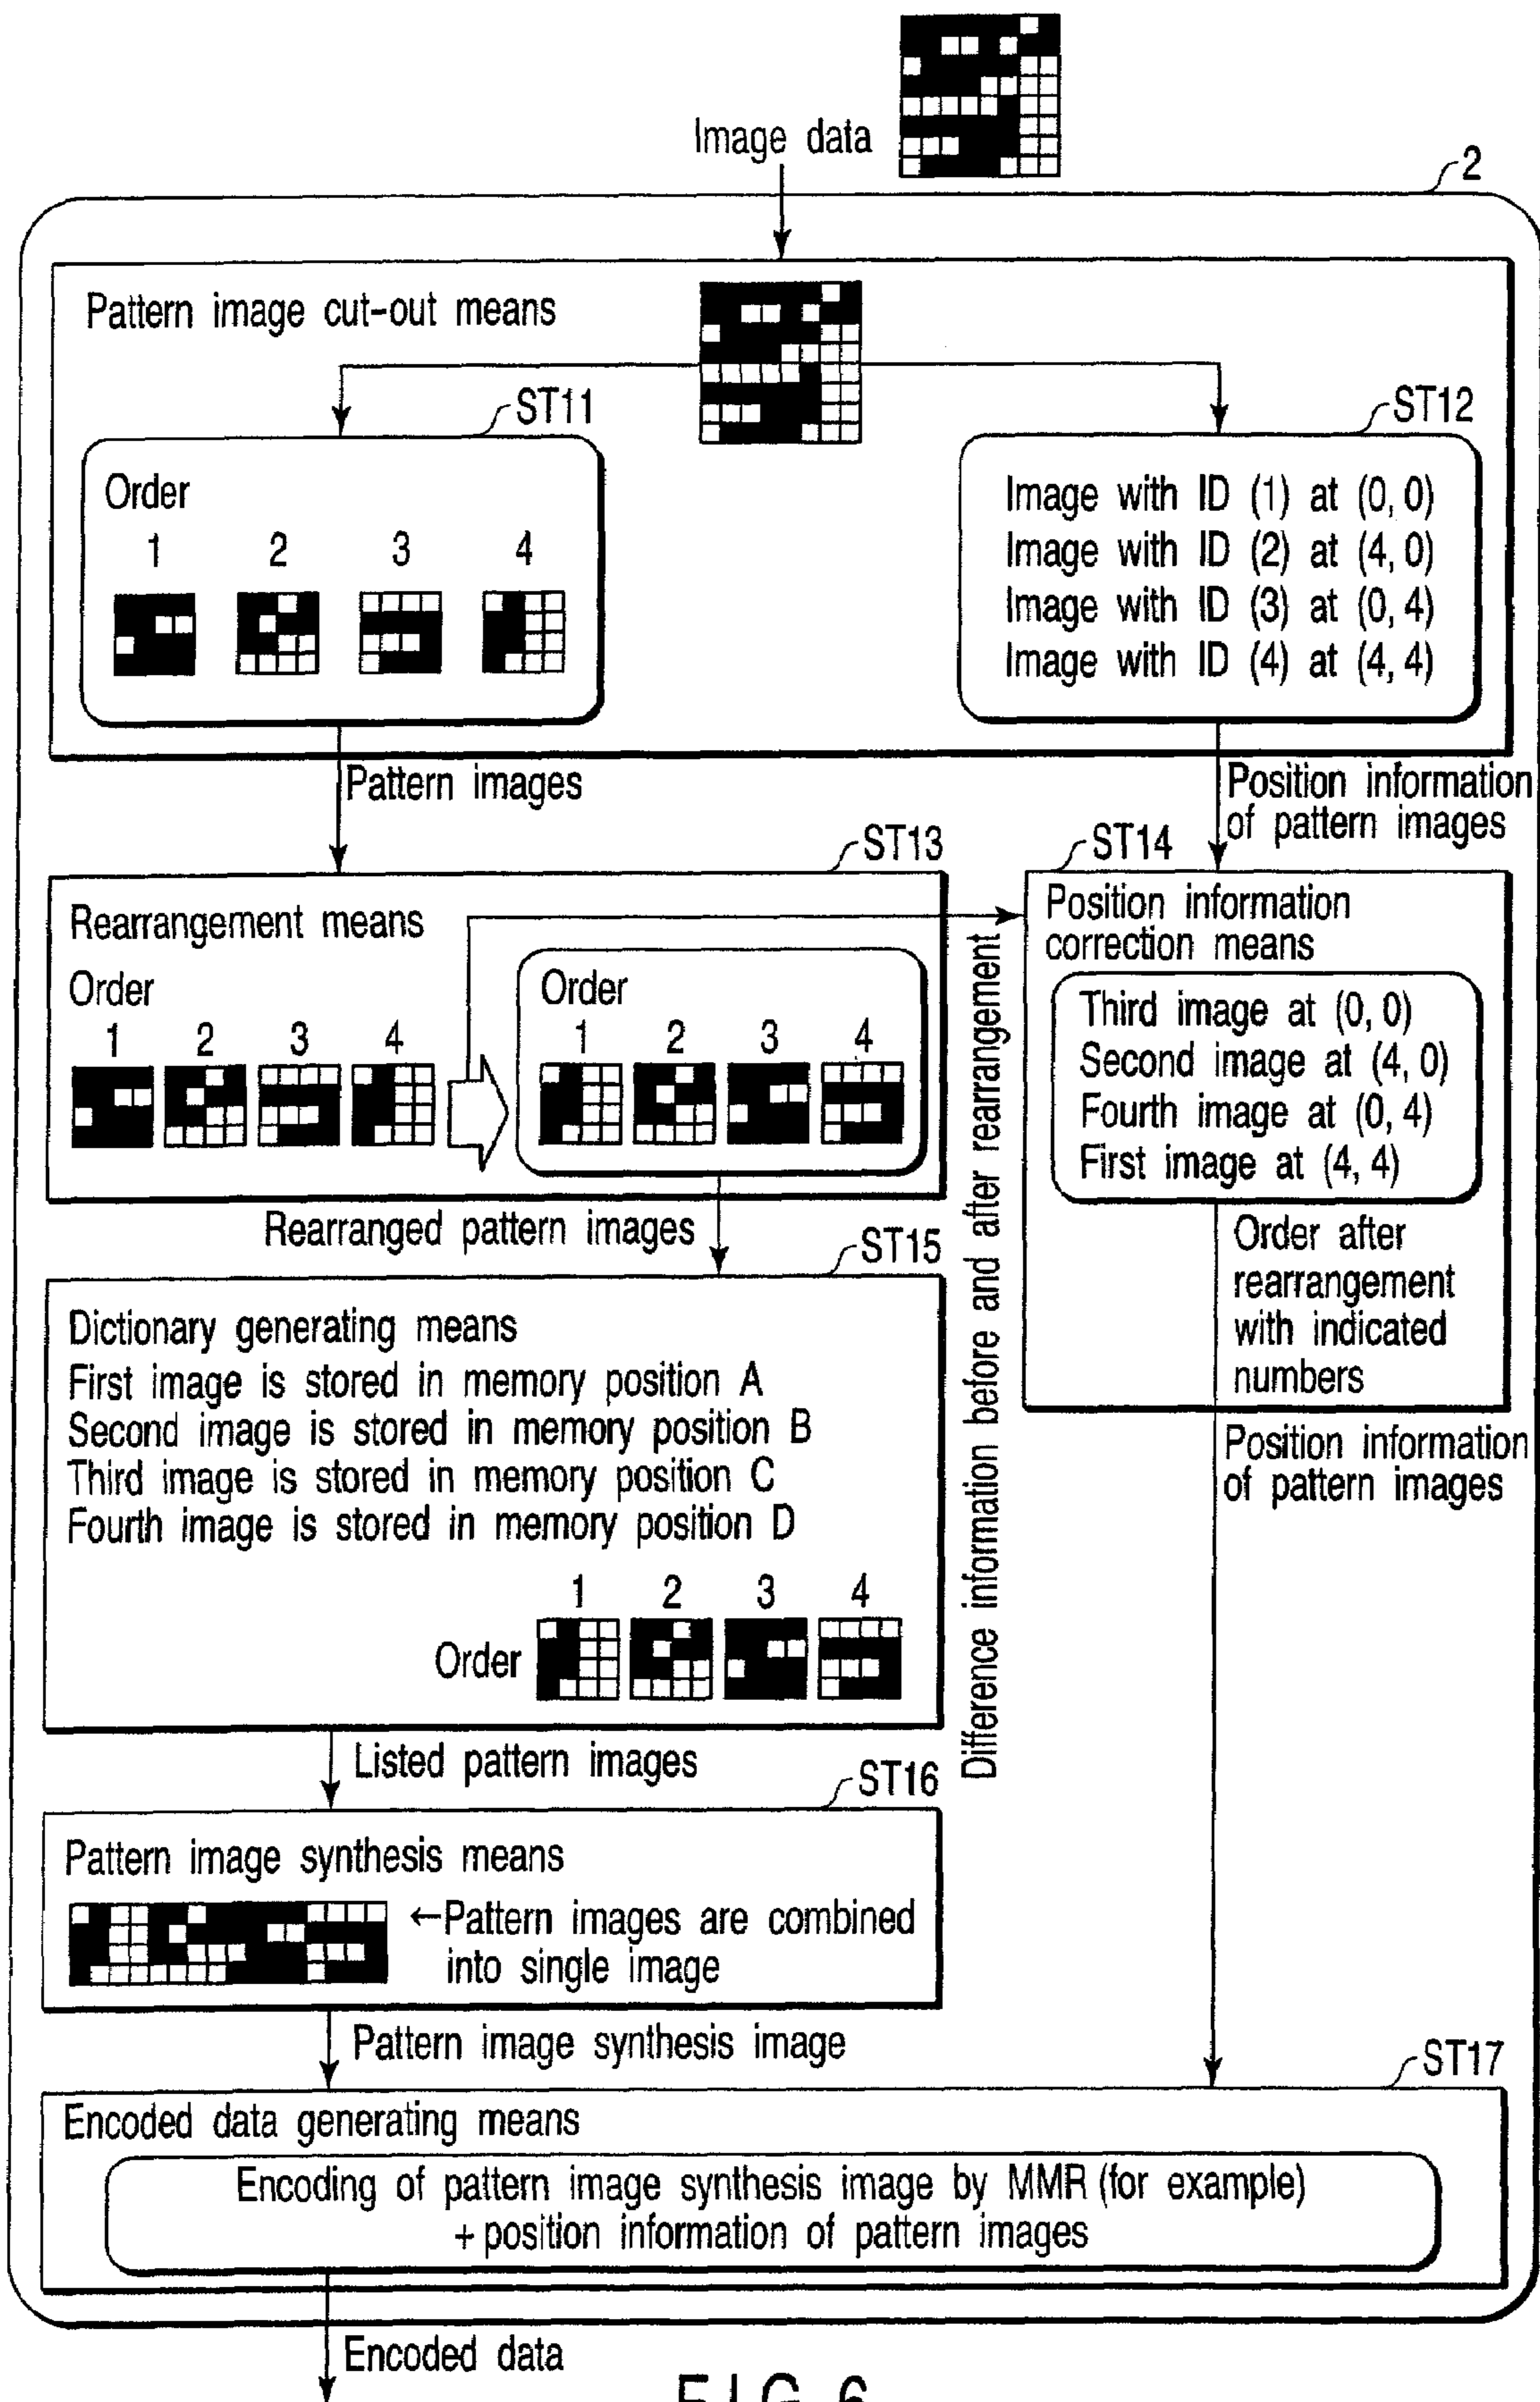 Image data
2
Pattern image cut-out means
ST11
Order
1 2 3 4
ST12
Image with ID (1) at (0, 0)
Image with ID (2) at (4, 0)
Image with ID (3) at (0, 4)
Image with ID (4) at (4, 4)
Pattern images
Position information
of pattern images
ST13
Rearrangement means
Order
1 2 3 4
Order
1 2 3 4
ST14
Position information
correction means
Third image at (0, 0)
Second image at (4, 0)
Fourth image at (0, 4)
First image at (4, 4)
Order after
rearrangement
with indicated
numbers
Difference information before and after rearrangement
Rearranged pattern images
ST15
Dictionary generating means
First image is stored in memory position A
Second image is stored in memory position B
Third image is stored in memory position C
Fourth image is stored in memory position D
1 2 3 4
Order
Position information
of pattern images
Listed pattern images
ST16
Pattern image synthesis means
←Pattern images are combined
into single image
Pattern image synthesis image
ST17
Encoded data generating means
Encoding of pattern image synthesis image by MMR (for example)
+ position information of pattern images
Encoded data
FIG. 6